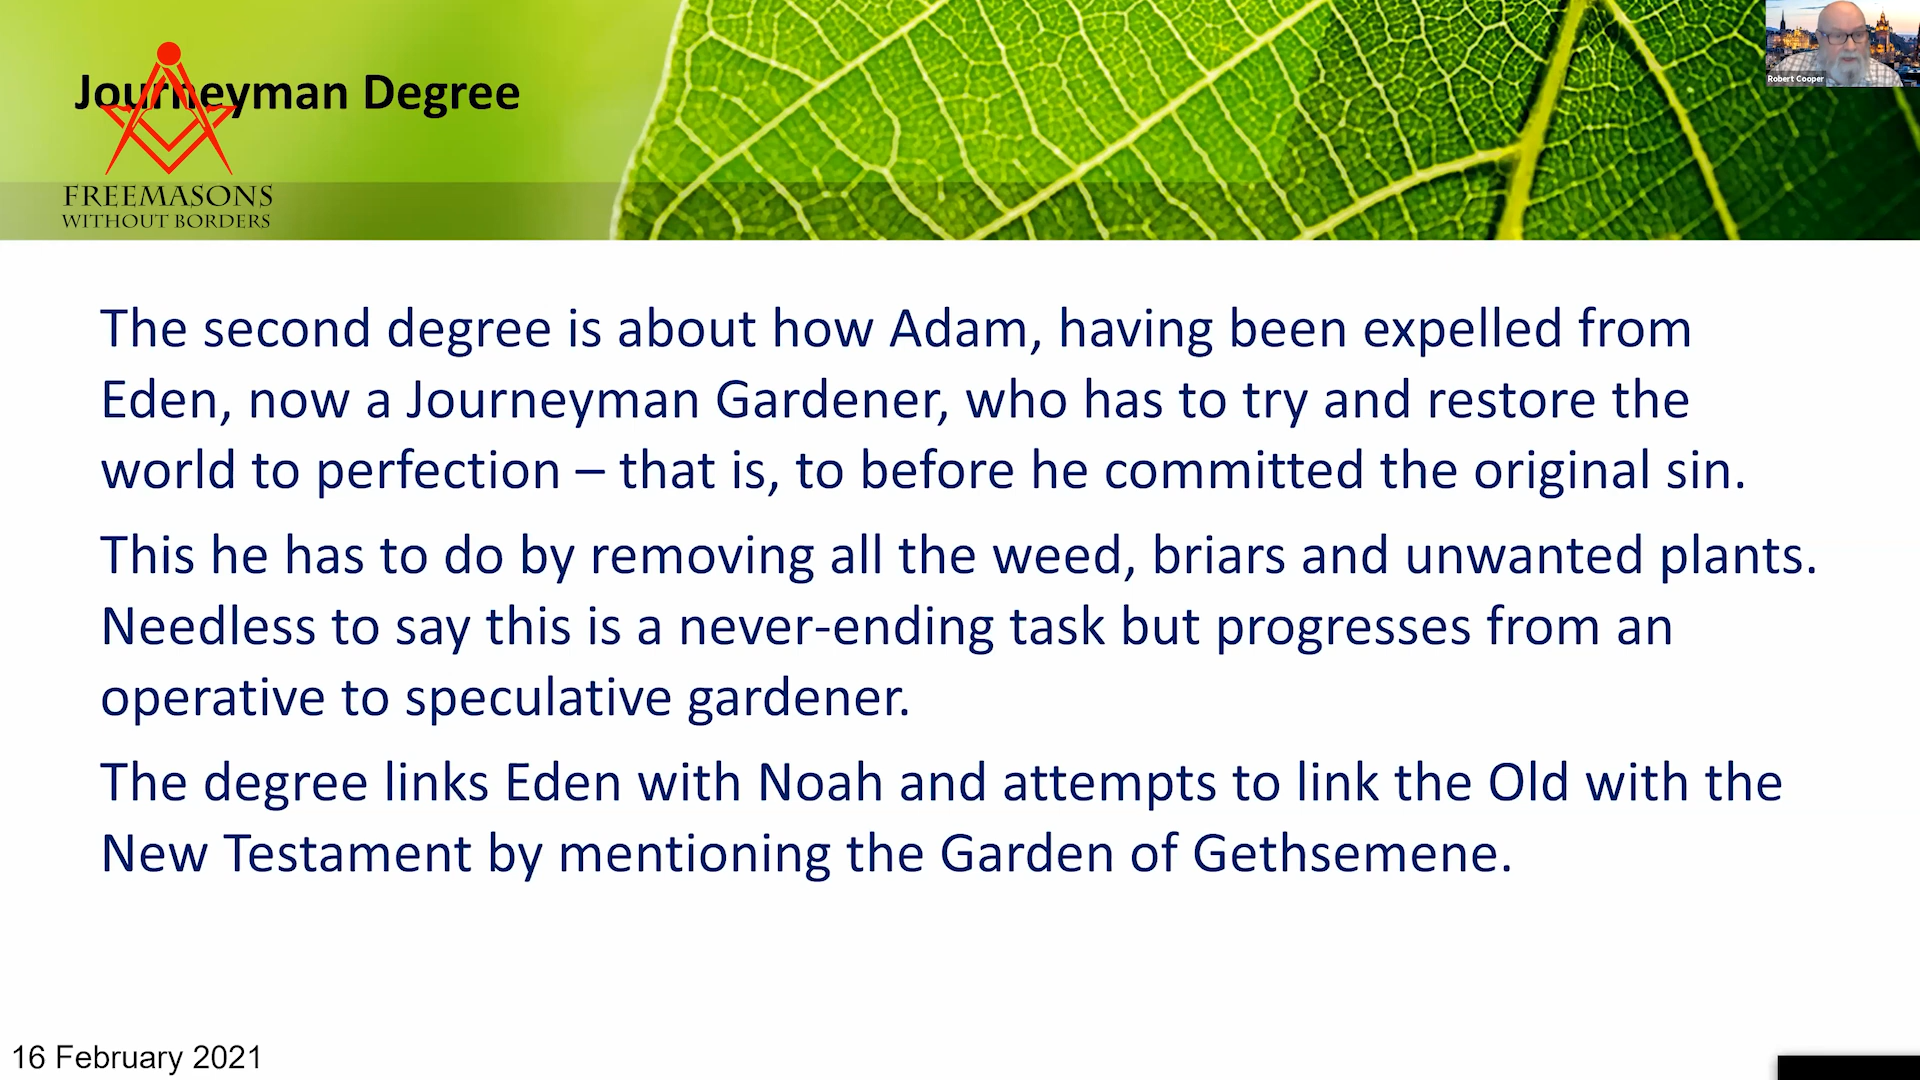 Journeyman Degree
FREEMASONS
WITHOUT BORDERS
Robert Cooper
The second degree is about how Adam, having been expelled from
Eden, now a Journeyman Gardener, who has to try and restore the
world to perfection – that is, to before he committed the original sin.
This he has to do by removing all the weed, briars and unwanted plants.
Needless to say this is a never-ending task but progresses from an
operative to speculative gardener.
The degree links Eden with Noah and attempts to link the Old with the
New Testament by mentioning the Garden of Gethsemene.
16 February 2021